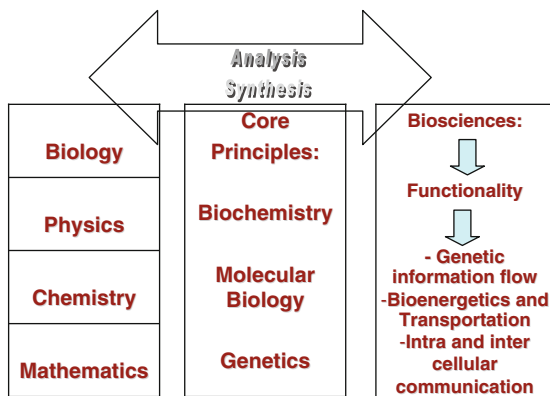 Analysis
Synthesis
Biology
Physics
Chemistry
Mathematics
Core
Principles:
Biochemistry
Molecular
Biology
Genetics
Biosciences:
Functionality
- Genetic
information flow
-Bioenergetics and
Transportation
-Intra and inter
cellular
communication